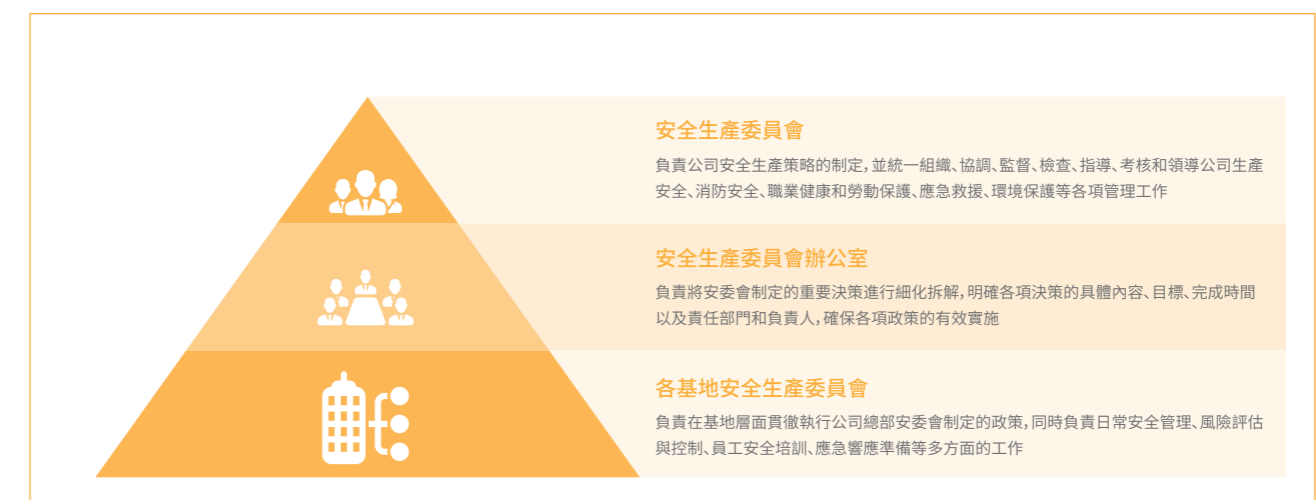 安全生產委員會
負責公司安全生產策略的制定，並統一組織、協調、監督、檢查、指導、考核和領導公司生產
安全、消防安全、職業健康和勞動保護、應急救援、環境保護等各項管理工作
安全生產委員會辦公室
負責將安委會制定的重要決策進行細化拆解，明確各項決策的具體內容、目標、完成時間
以及責任部門和負責人，確保各項政策的有效實施
各基地安全生產委員會
負責在基地層面貫徹執行公司總部安委會制定的政策，同時負責日常安全管理、風險評估
與控制、員工安全培訓、應急響應準備等多方面的工作